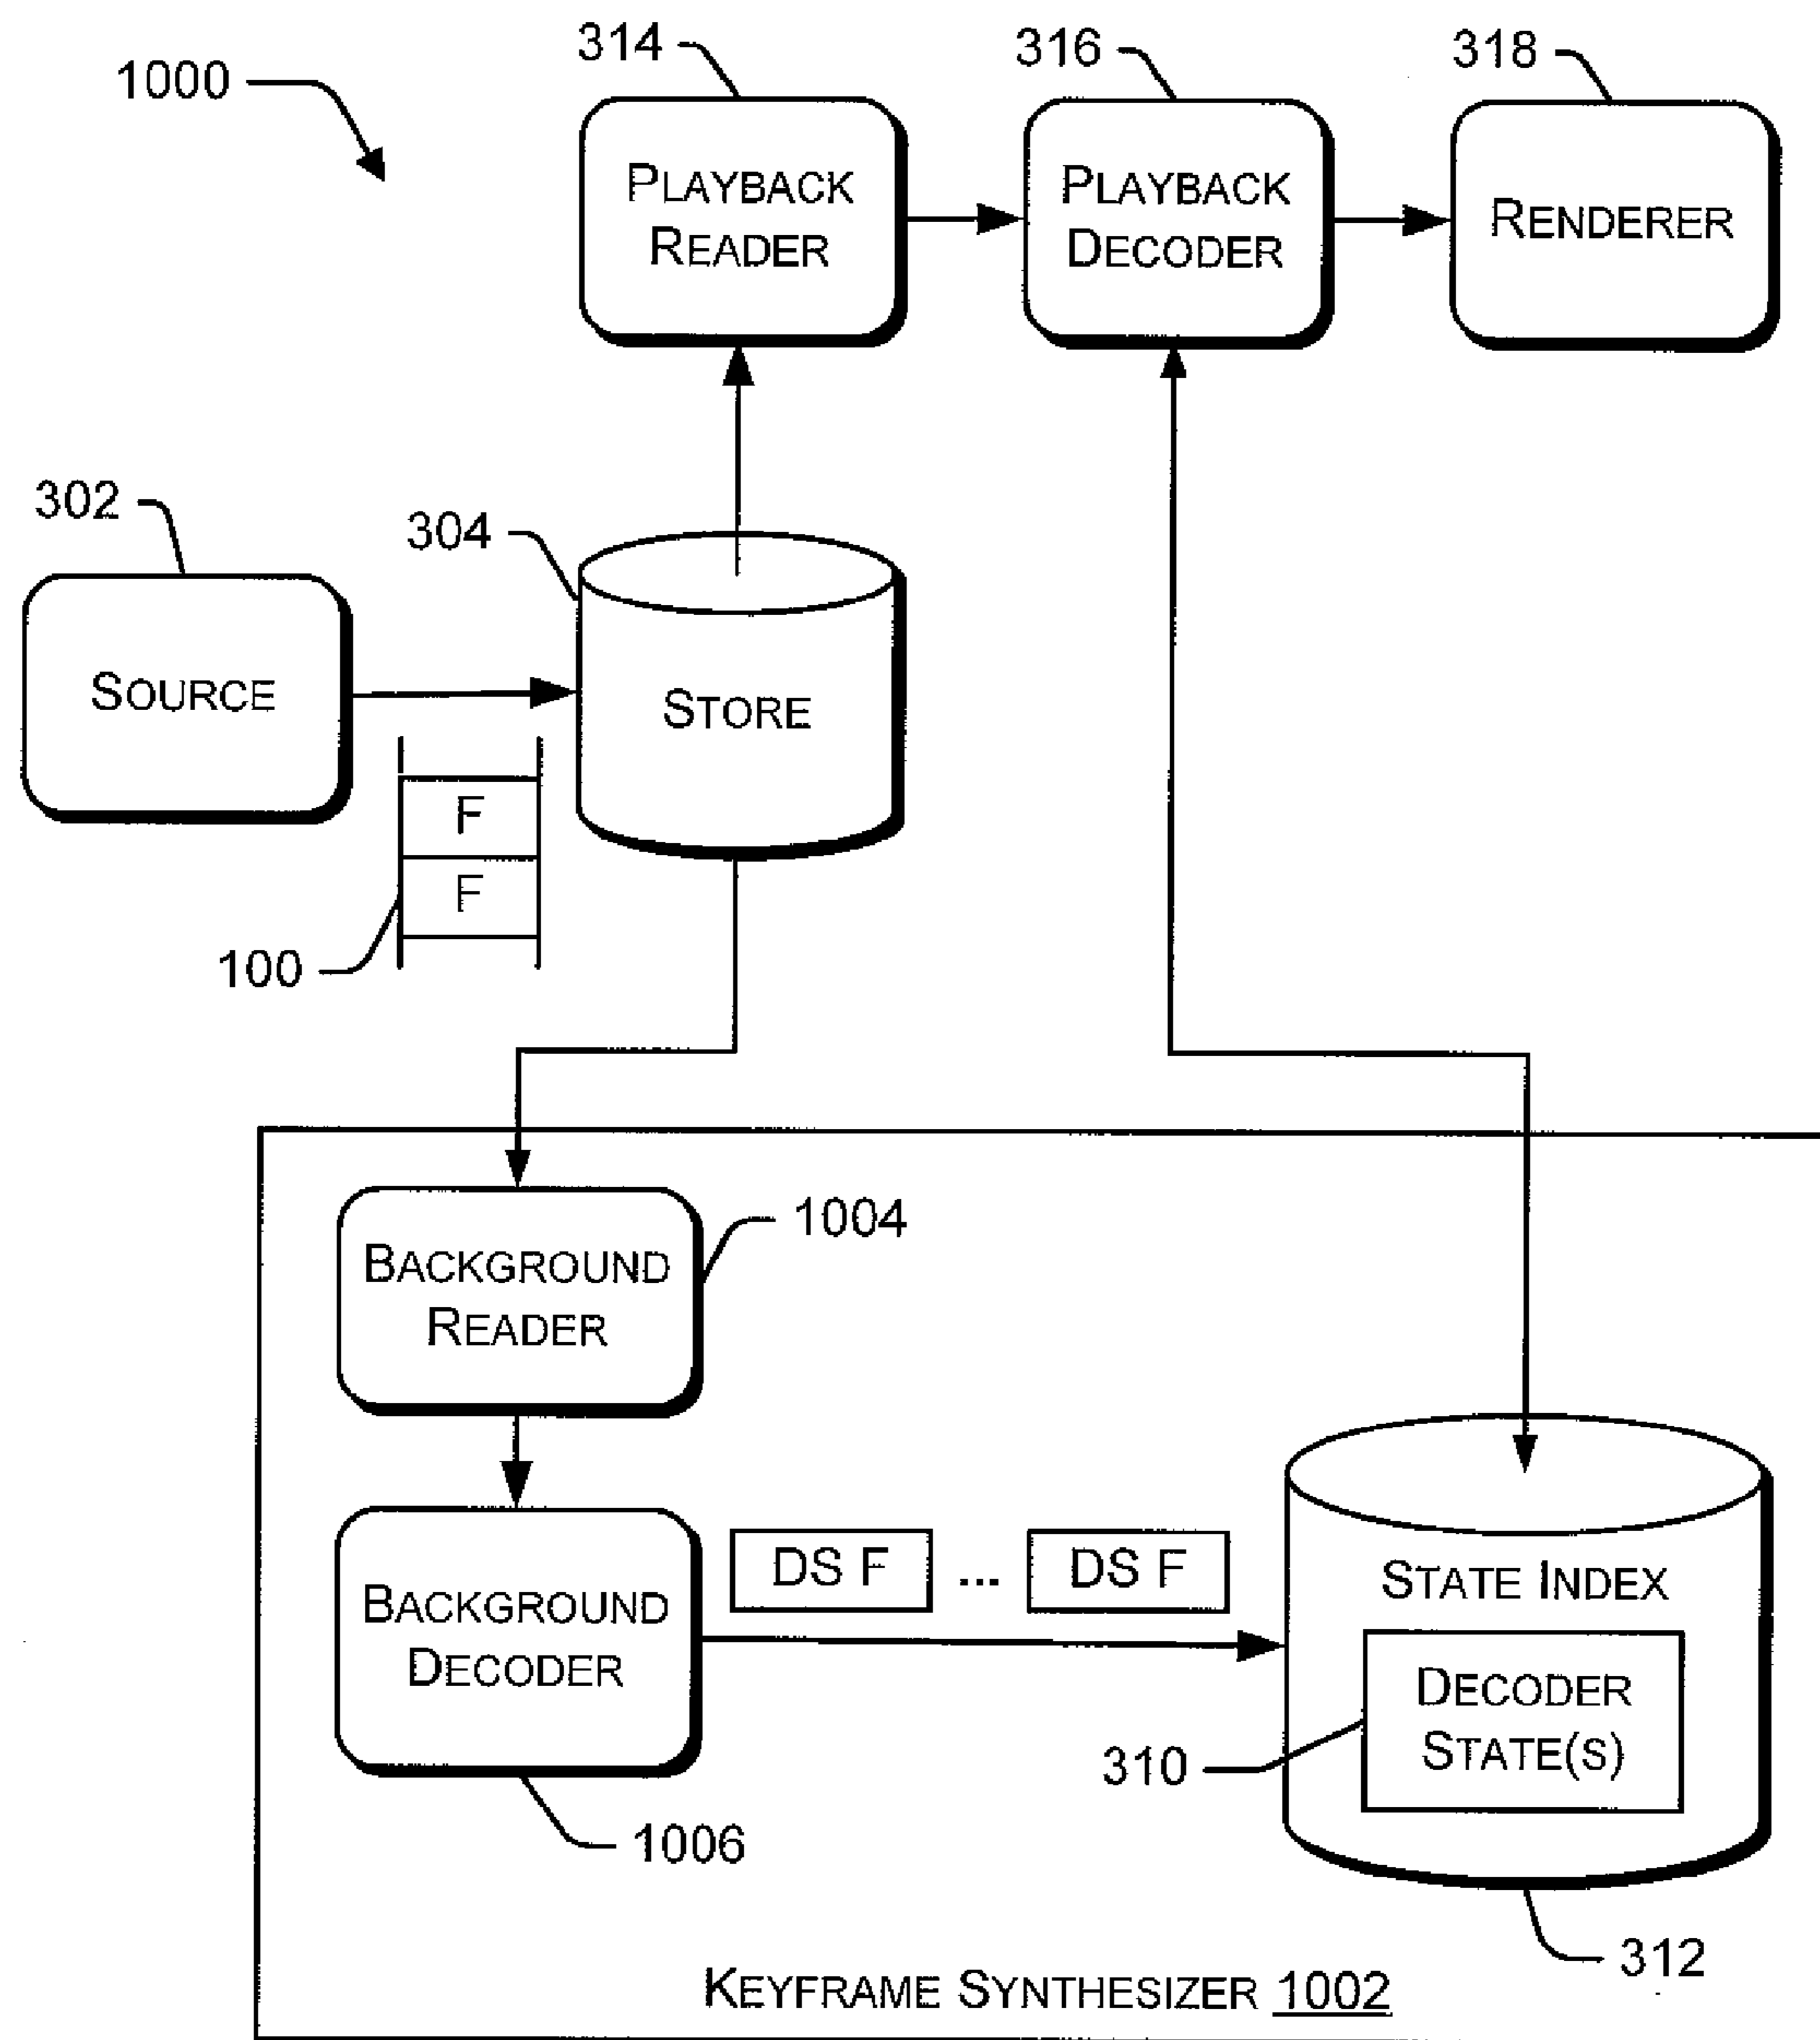 314
316
318
1000
PLAYBACK
READER
PLAYBACK
DECODER
RENDERER
302
304
SOURCE
STORE
F
F
100
1004
BACKGROUND
READER
BACKGROUND
DECODER
DS F ... DS F
STATE INDEX
DECODER
STATE(S)
310
1006
312
KEYFRAME SYNTHESIZER 1002